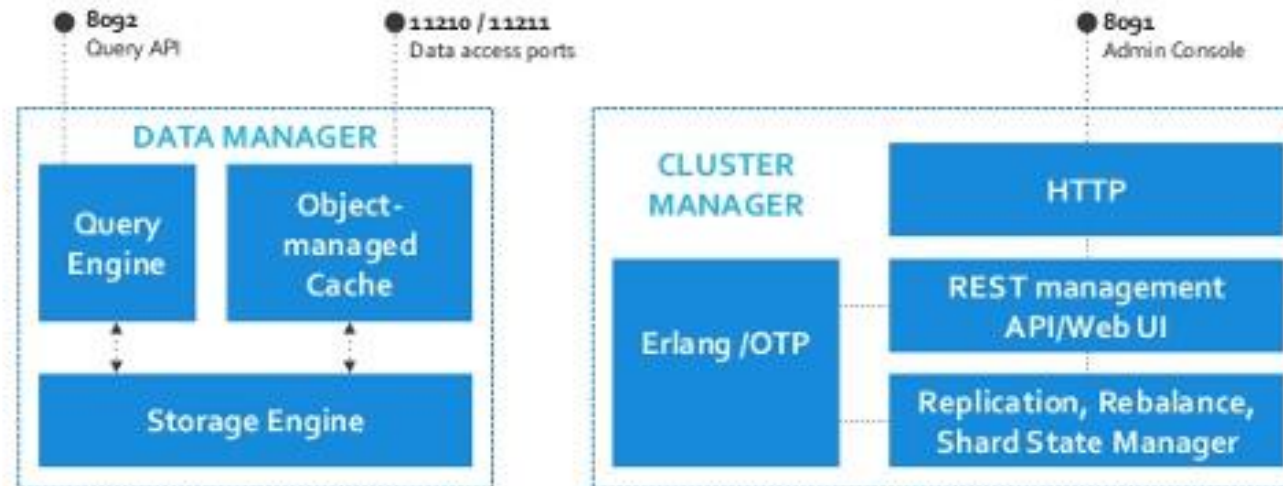 8092
Query API
11210 / 11211
Data access ports
8091
Admin Console
DATA MANAGER
Query
Engine
Object-
managed
Cache
Storage Engine
CLUSTER
MANAGER
Erlang /OTP
HTTP
REST management
API/Web UI
Replication, Rebalance,
Shard State Manager